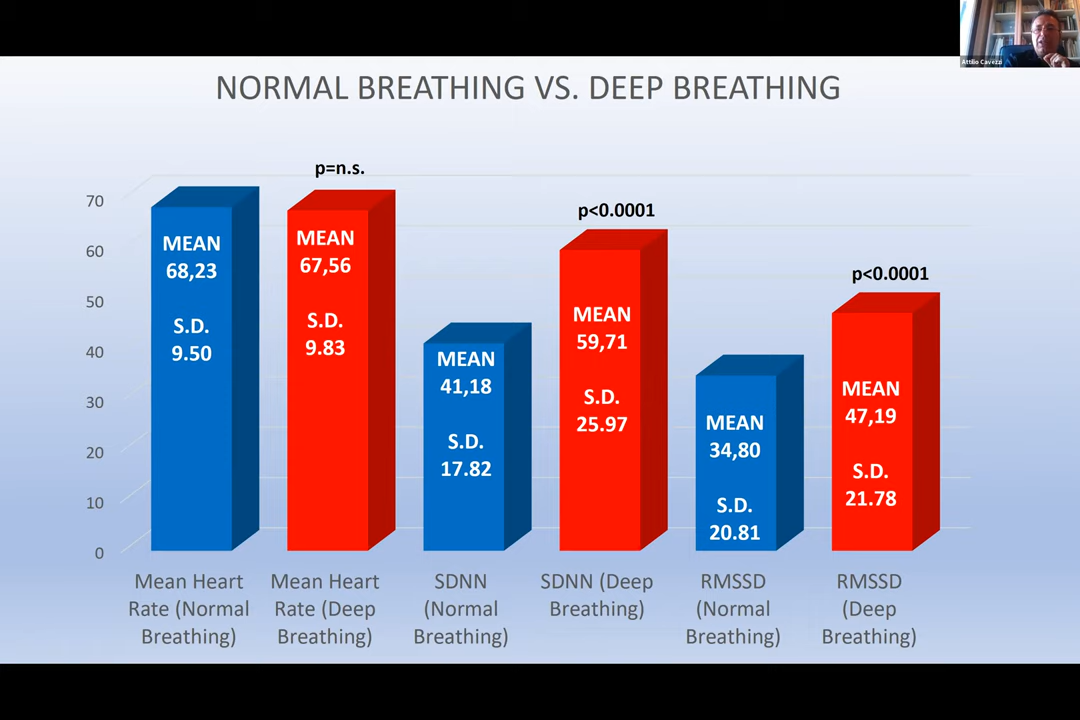 Attilio Cavezzi
NORMAL BREATHING VS. DEEP BREATHING
p=n.s.
p<0.0001
p<0.0001
70
60
50
40
30
20
10
0
MEAN
68,23
S.D.
9.50
MEAN
67,56
S.D.
9.83
MEAN
41,18
S.D.
17.82
MEAN
59,71
S.D.
25.97
MEAN
34,80
S.D.
20.81
MEAN
47,19
S.D.
21.78
Mean Heart
Rate (Normal
Breathing)
Mean Heart
Rate (Deep
Breathing)
SDNN
(Normal
Breathing)
SDNN (Deep
Breathing)
RMSSD
(Normal
Breathing)
RMSSD
(Deep
Breathing)